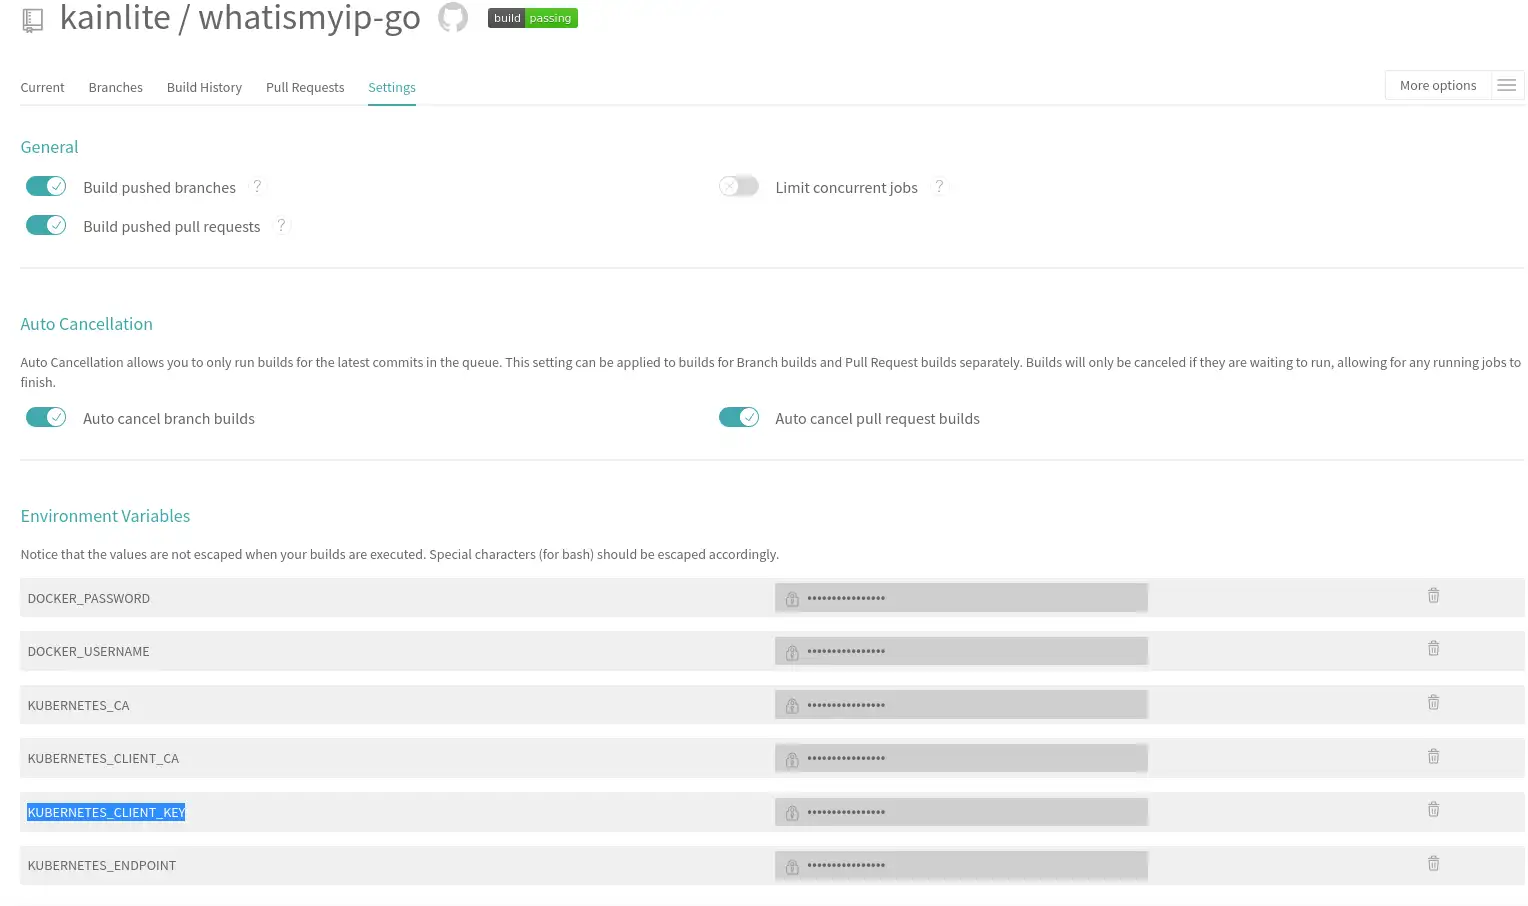 kainlite / whatismyip-go build passing
Current Branches Build History Pull Requests Settings More options
General
Build pushed branches ? Limit concurrent jobs ?
Build pushed pull requests ?
Auto Cancellation
Auto Cancellation allows you to only run builds for the latest commits in the queue. This setting can be applied to builds for Branch builds and Pull Request builds separately. Builds will only be canceled if they are waiting to run, allowing for any running jobs to
finish.
Auto cancel branch builds Auto cancel pull request builds
Environment Variables
Notice that the values are not escaped when your builds are executed. Special characters (for bash) should be escaped accordingly.
DOCKER_PASSWORD ••••••••••••••••
DOCKER_USERNAME ••••••••••••••••
KUBERNETES_CA ••••••••••••••••
KUBERNETES_CLIENT_CA ••••••••••••••••
KUBERNETES_CLIENT_KEY ••••••••••••••••
KUBERNETES_ENDPOINT ••••••••••••••••